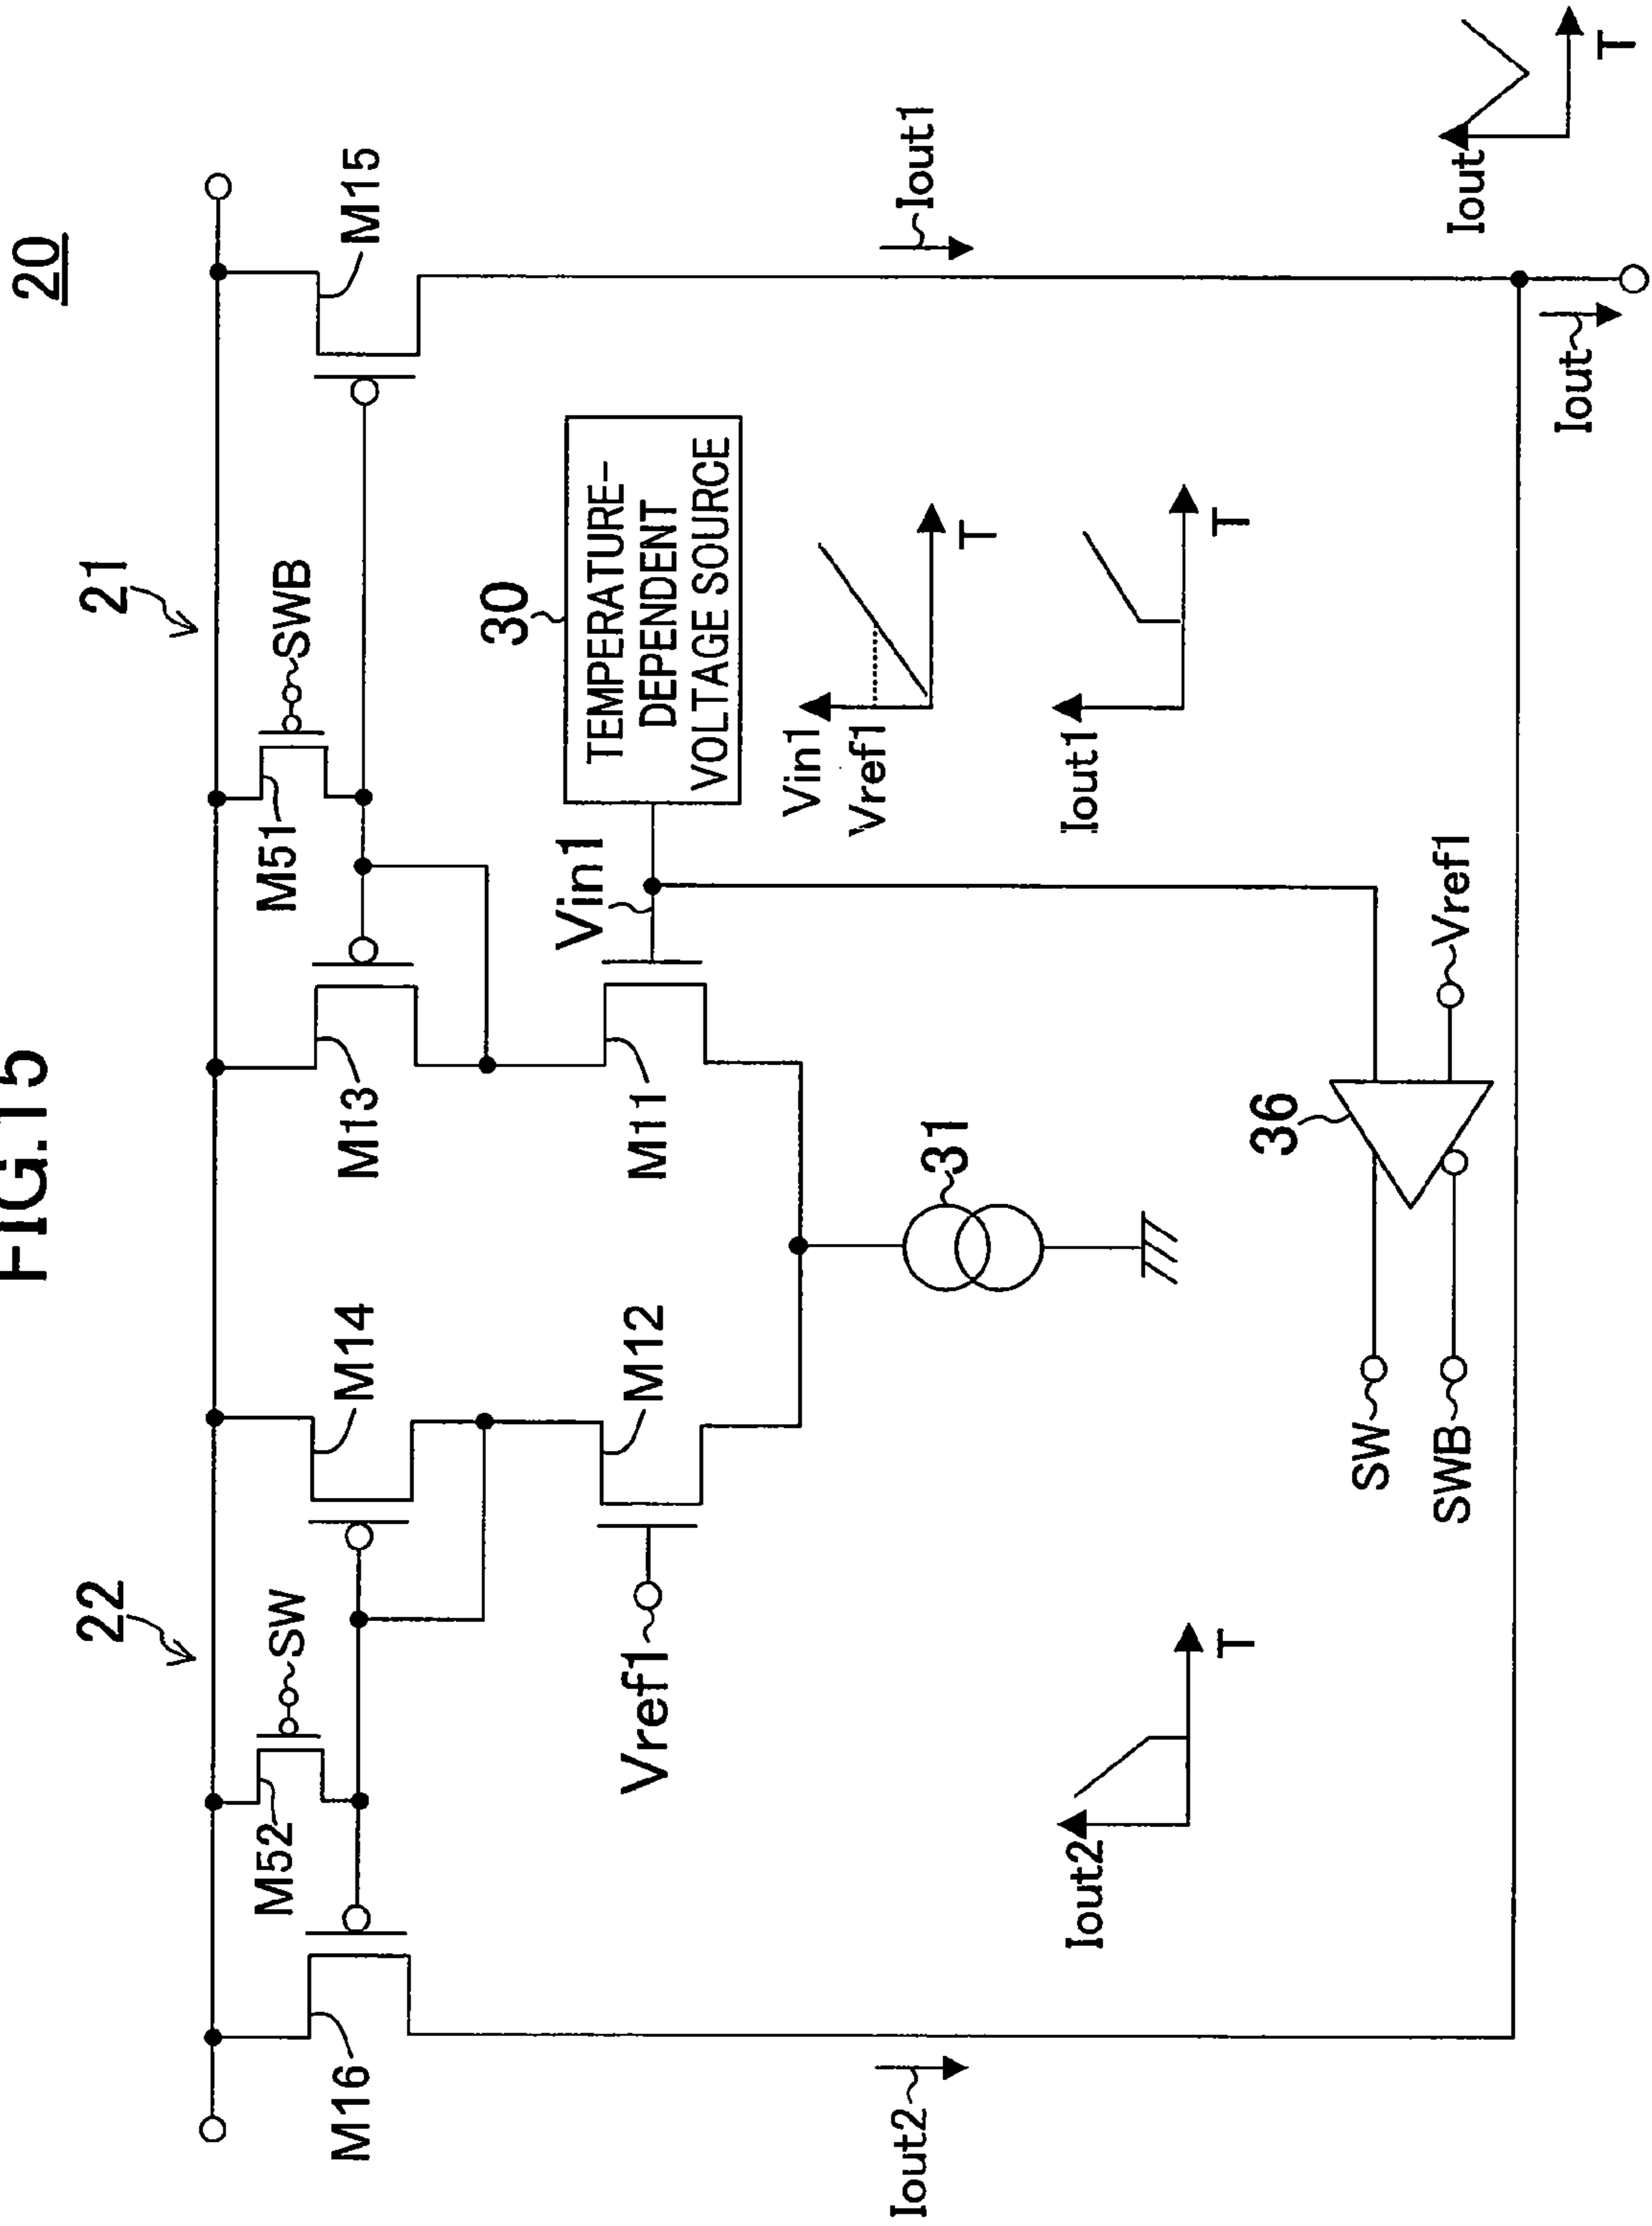 FIG.15
20
21
22
SWB
SW
M51
M52
M15
M16
M13
M14
30
TEMPERATURE-
DEPENDENT
VOLTAGE SOURCE
Vin1
M11
M12
Vref1
Vin1
Vref1
T
Iout1
Iout2
31
Iout1
T
Iout2
T
36
Vref1
SW
SWB
Iout
T
Iout